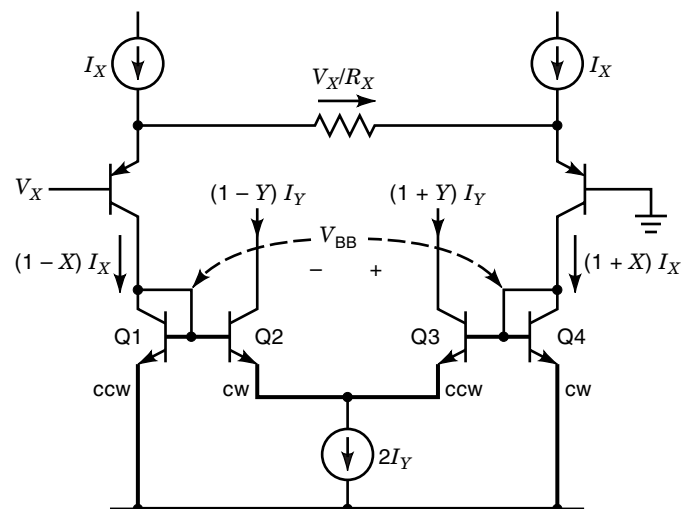 I_X
I_X
V_X/R_X
V_X
(1 – Y) I_Y
(1 + Y) I_Y
V_BB
– +
(1 – X) I_X
(1 + X) I_X
Q1
Q2
Q3
Q4
ccw
cw
ccw
cw
2I_Y